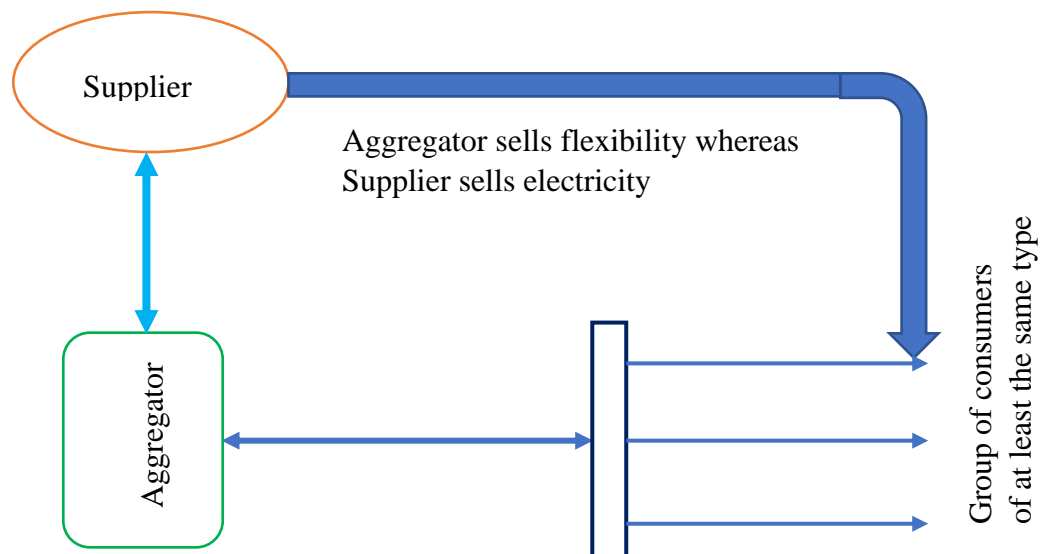 Supplier
Aggregator sells flexibility whereas
Supplier sells electricity
Aggregator
Group of consumers
of at least the same type